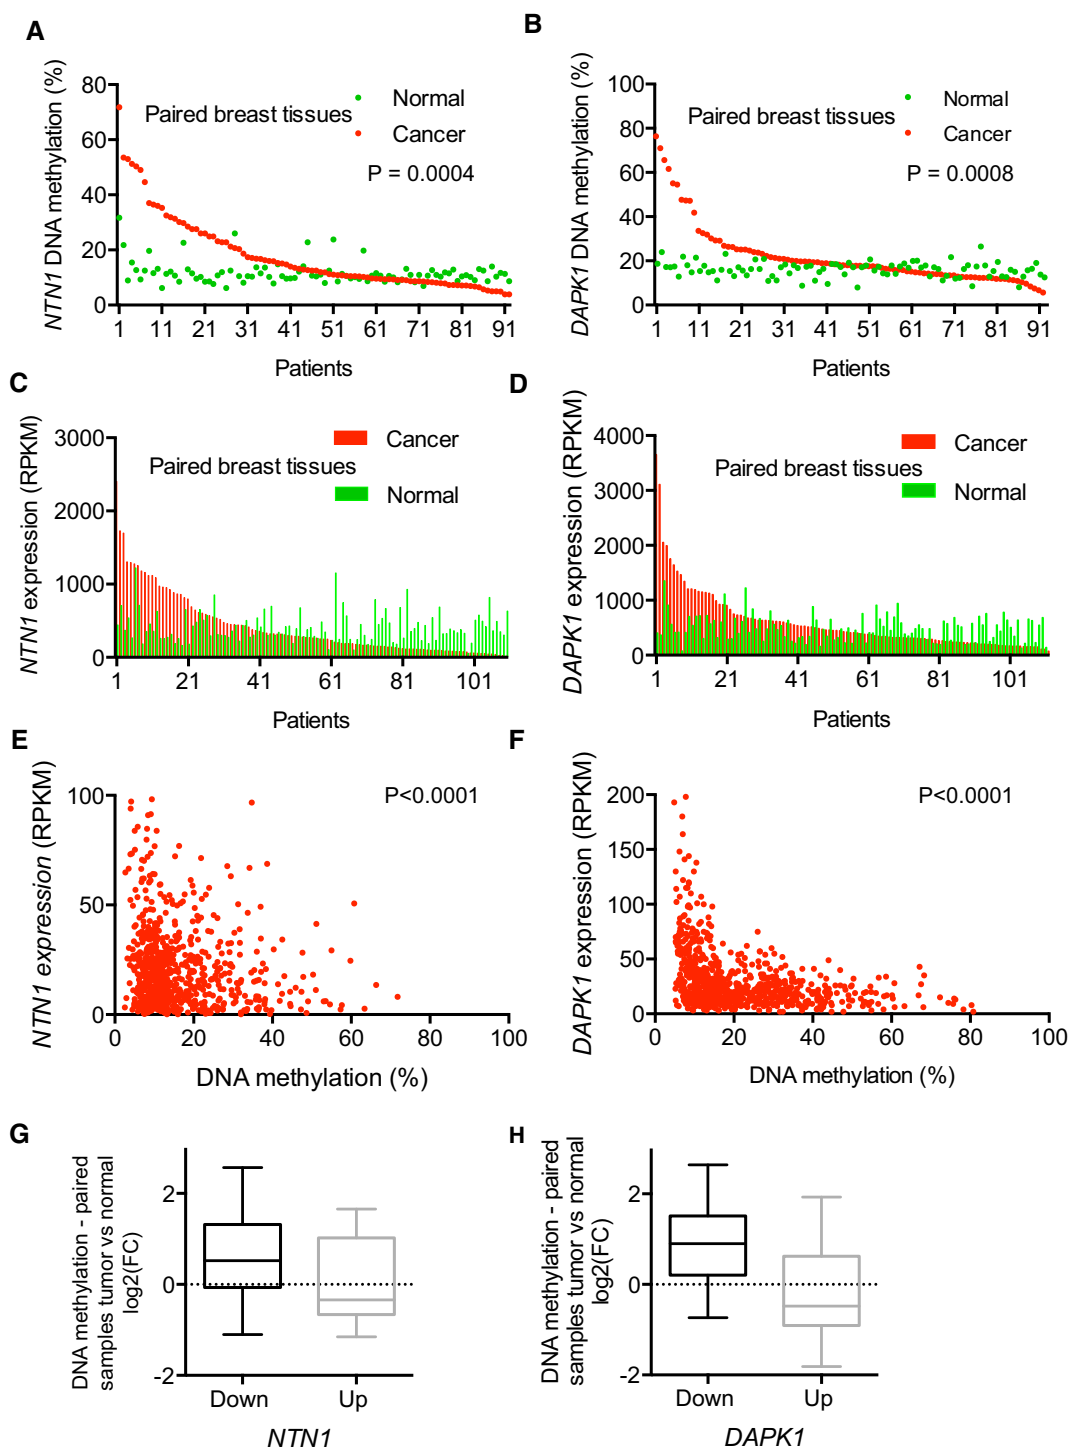 A
NTN1 DNA methylation (%)
80
60
40
20
0
Paired breast tissues
Normal
Cancer
P = 0.0004
1 11 21 31 41 51 61 71 81 91
Patients
B
DAPK1 DNA methylation (%)
100
80
60
40
20
0
Paired breast tissues
Normal
Cancer
P = 0.0008
1 11 21 31 41 51 61 71 81 91
Patients
C
NTN1 expression (RPKM)
3000
2000
1000
0
Cancer
Paired breast tissues
Normal
1 21 41 61 81 101
Patients
D
DAPK1 expression (RPKM)
4000
3000
2000
1000
0
Cancer
Paired breast tissues
Normal
1 21 41 61 81 101
Patients
E
NTN1 expression (RPKM)
100
50
0
P<0.0001
0 20 40 60 80 100
DNA methylation (%)
F
DAPK1 expression (RPKM)
200
150
100
50
0
P<0.0001
0 20 40 60 80 100
DNA methylation (%)
G
DNA methylation - paired
samples tumor vs normal
log2(FC)
2
0
-2
Down Up
NTN1
H
DNA methylation - paired
samples tumor vs normal
log2(FC)
2
0
-2
Down Up
DAPK1